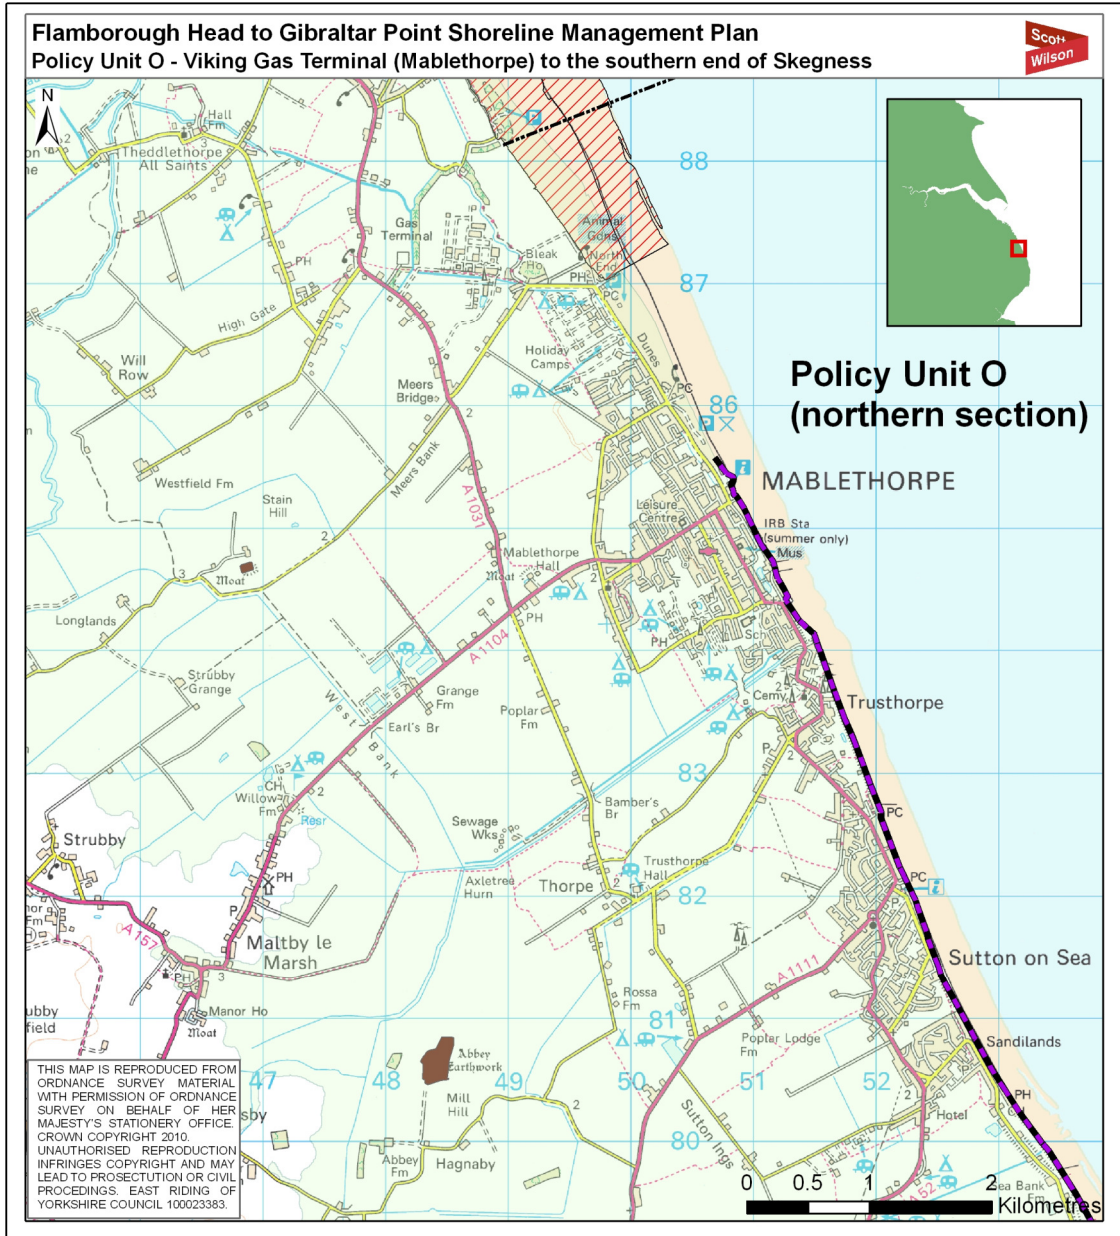 Flamborough Head to Gibraltar Point Shoreline Management Plan
Policy Unit O - Viking Gas Terminal (Mablethorpe) to the southern end of Skegness
Scott
Wilson
N
Hall
Fm
Theddlethorpe
All Saints
88
Gas
Terminal
Animal
Gdns
North
End
Bleak
Ho
PH
PH
PC
87
High Gate
Will
Row
Holiday
Camps
Dunes
Meers
Bridge
PC
86
Policy Unit O
(northern section)
Meers Bank
Westfield Fm
Stain
Hill
A 1031
MABLETHORPE
Leisure
Centre
IRB Sta
(summer only)
Mus
Mablethorpe
Hall
Moat
Moat
PH
Longlands
A 1104
PH
Sch
Strubby
Grange
Grange
Fm
West
Bank
Earl's Br
Poplar
Fm
Cemy
Trusthorpe
P
83
CH
Willow
Fm
Resr
Bamber's
Br
PC
Strubby
Sewage
Wks
Trusthorpe
Hall
PC
PH
Axletree
Hurn
Thorpe
82
P
P
A 157
Maltby le
Marsh
PH
A 1111
Sutton on Sea
Manor Ho
Moat
Rossa
Fm
81
Poplar Lodge
Fm
Sandilands
Abbey
Earthwork
47
48
49
50
51
52
Mill
Hill
PH
Hotel
Sutton Ings
80
Abbey
Fm
Hagnaby
Sea Bank
Fm
A 52
THIS MAP IS REPRODUCED FROM
ORDNANCE SURVEY MATERIAL
WITH PERMISSION OF ORDNANCE
SURVEY ON BEHALF OF HER
MAJESTY'S STATIONERY OFFICE.
CROWN COPYRIGHT 2010.
UNAUTHORISED REPRODUCTION
INFRINGES COPYRIGHT AND MAY
LEAD TO PROSECTUTION OR CIVIL
PROCEDINGS. EAST RIDING OF
YORKSHIRE COUNCIL 100023383.
0 0.5 1 2
Kilometres